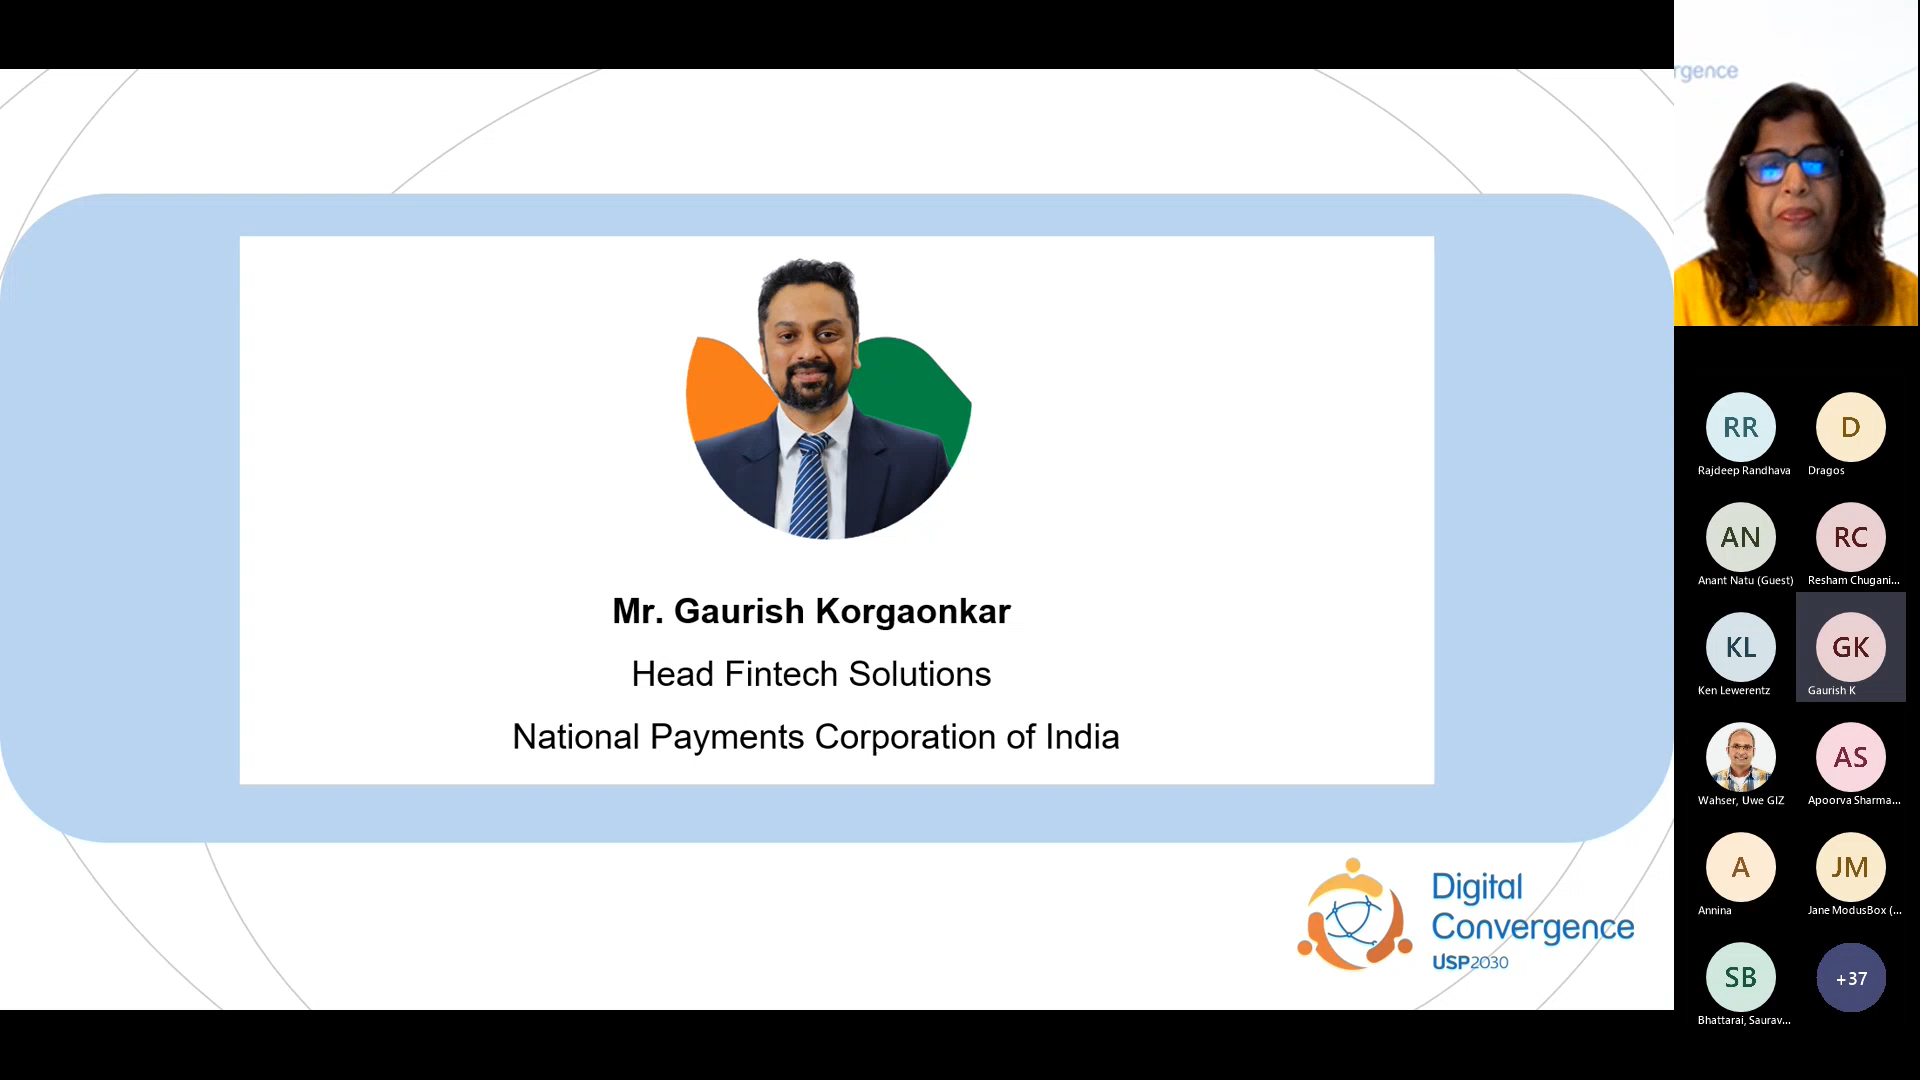 Mr. Gaurish Korgaonkar
Head Fintech Solutions
National Payments Corporation of India
Digital
Convergence
USP2030
rgence
RR
Rajdeep Randhava
D
Dragos
AN
Anant Natu (Guest)
RC
Resham Chugani...
KL
Ken Lewerentz
GK
Gaurish K
Wahser, Uwe GIZ
AS
Apoorva Sharma...
A
Annina
JM
Jane ModusBox (...
SB
Bhattarai, Saurav...
+37